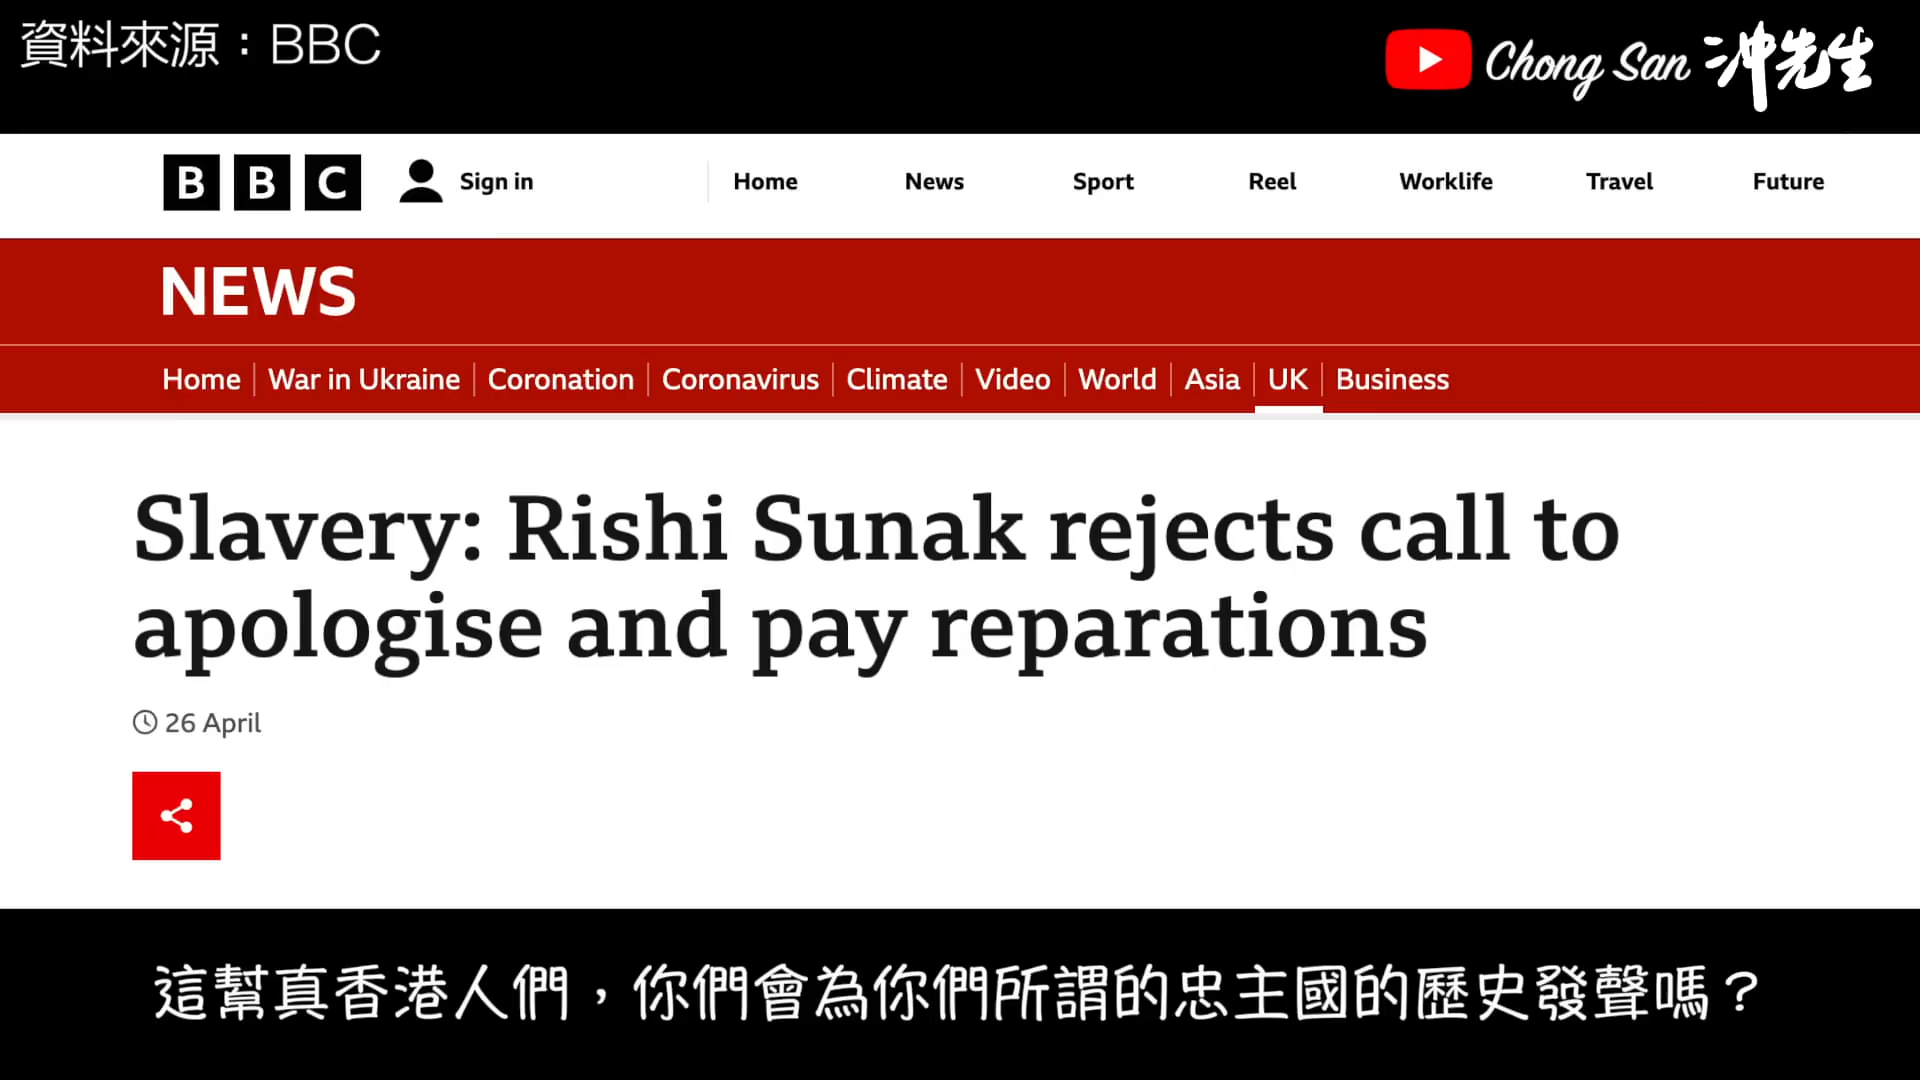 資料來源：BBC
Chong San 沖先生
BBC Sign in Home News Sport Reel Worklife Travel Future
NEWS
Home War in Ukraine Coronation Coronavirus Climate Video World Asia UK Business
Slavery: Rishi Sunak rejects call to
apologise and pay reparations
26 April
這幫真香港人們，你們會為你們所謂的忠主國的歷史發聲嗎？